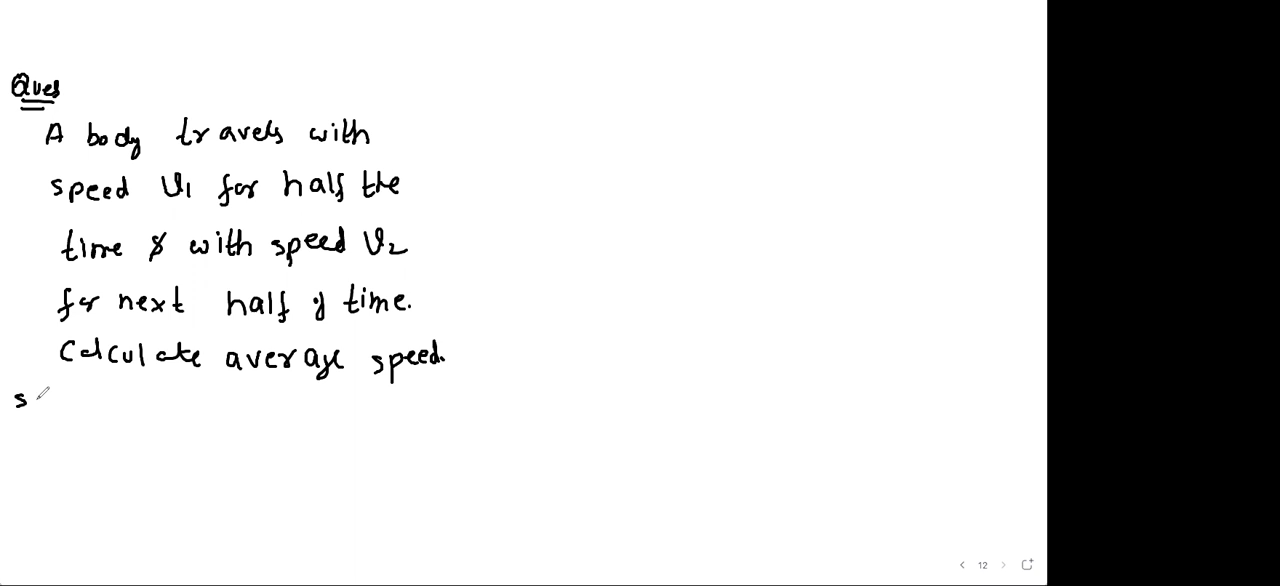 Ques
A body travels with
speed v1 for half the
time & with speed v2
for next half of time.
Calculate average speed.
S
12